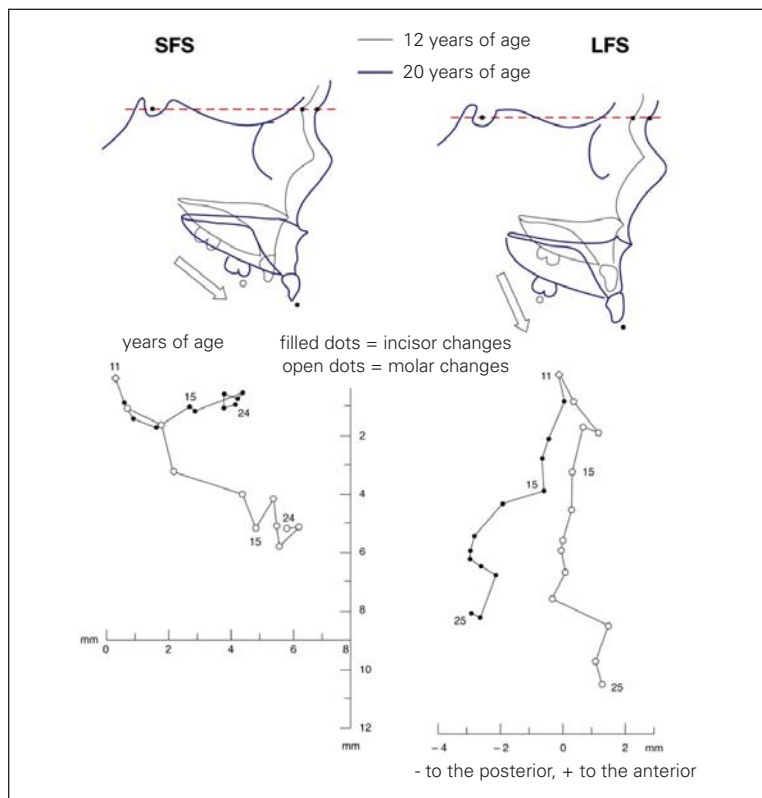 SFS
12 years of age
LFS
20 years of age
years of age
filled dots = incisor changes
open dots = molar changes
11
15
24
15
24
2
4
6
8
10
12
mm
mm
0
2
4
6
8
11
15
15
25
25
-4
-2
0
2
mm
- to the posterior, + to the anterior